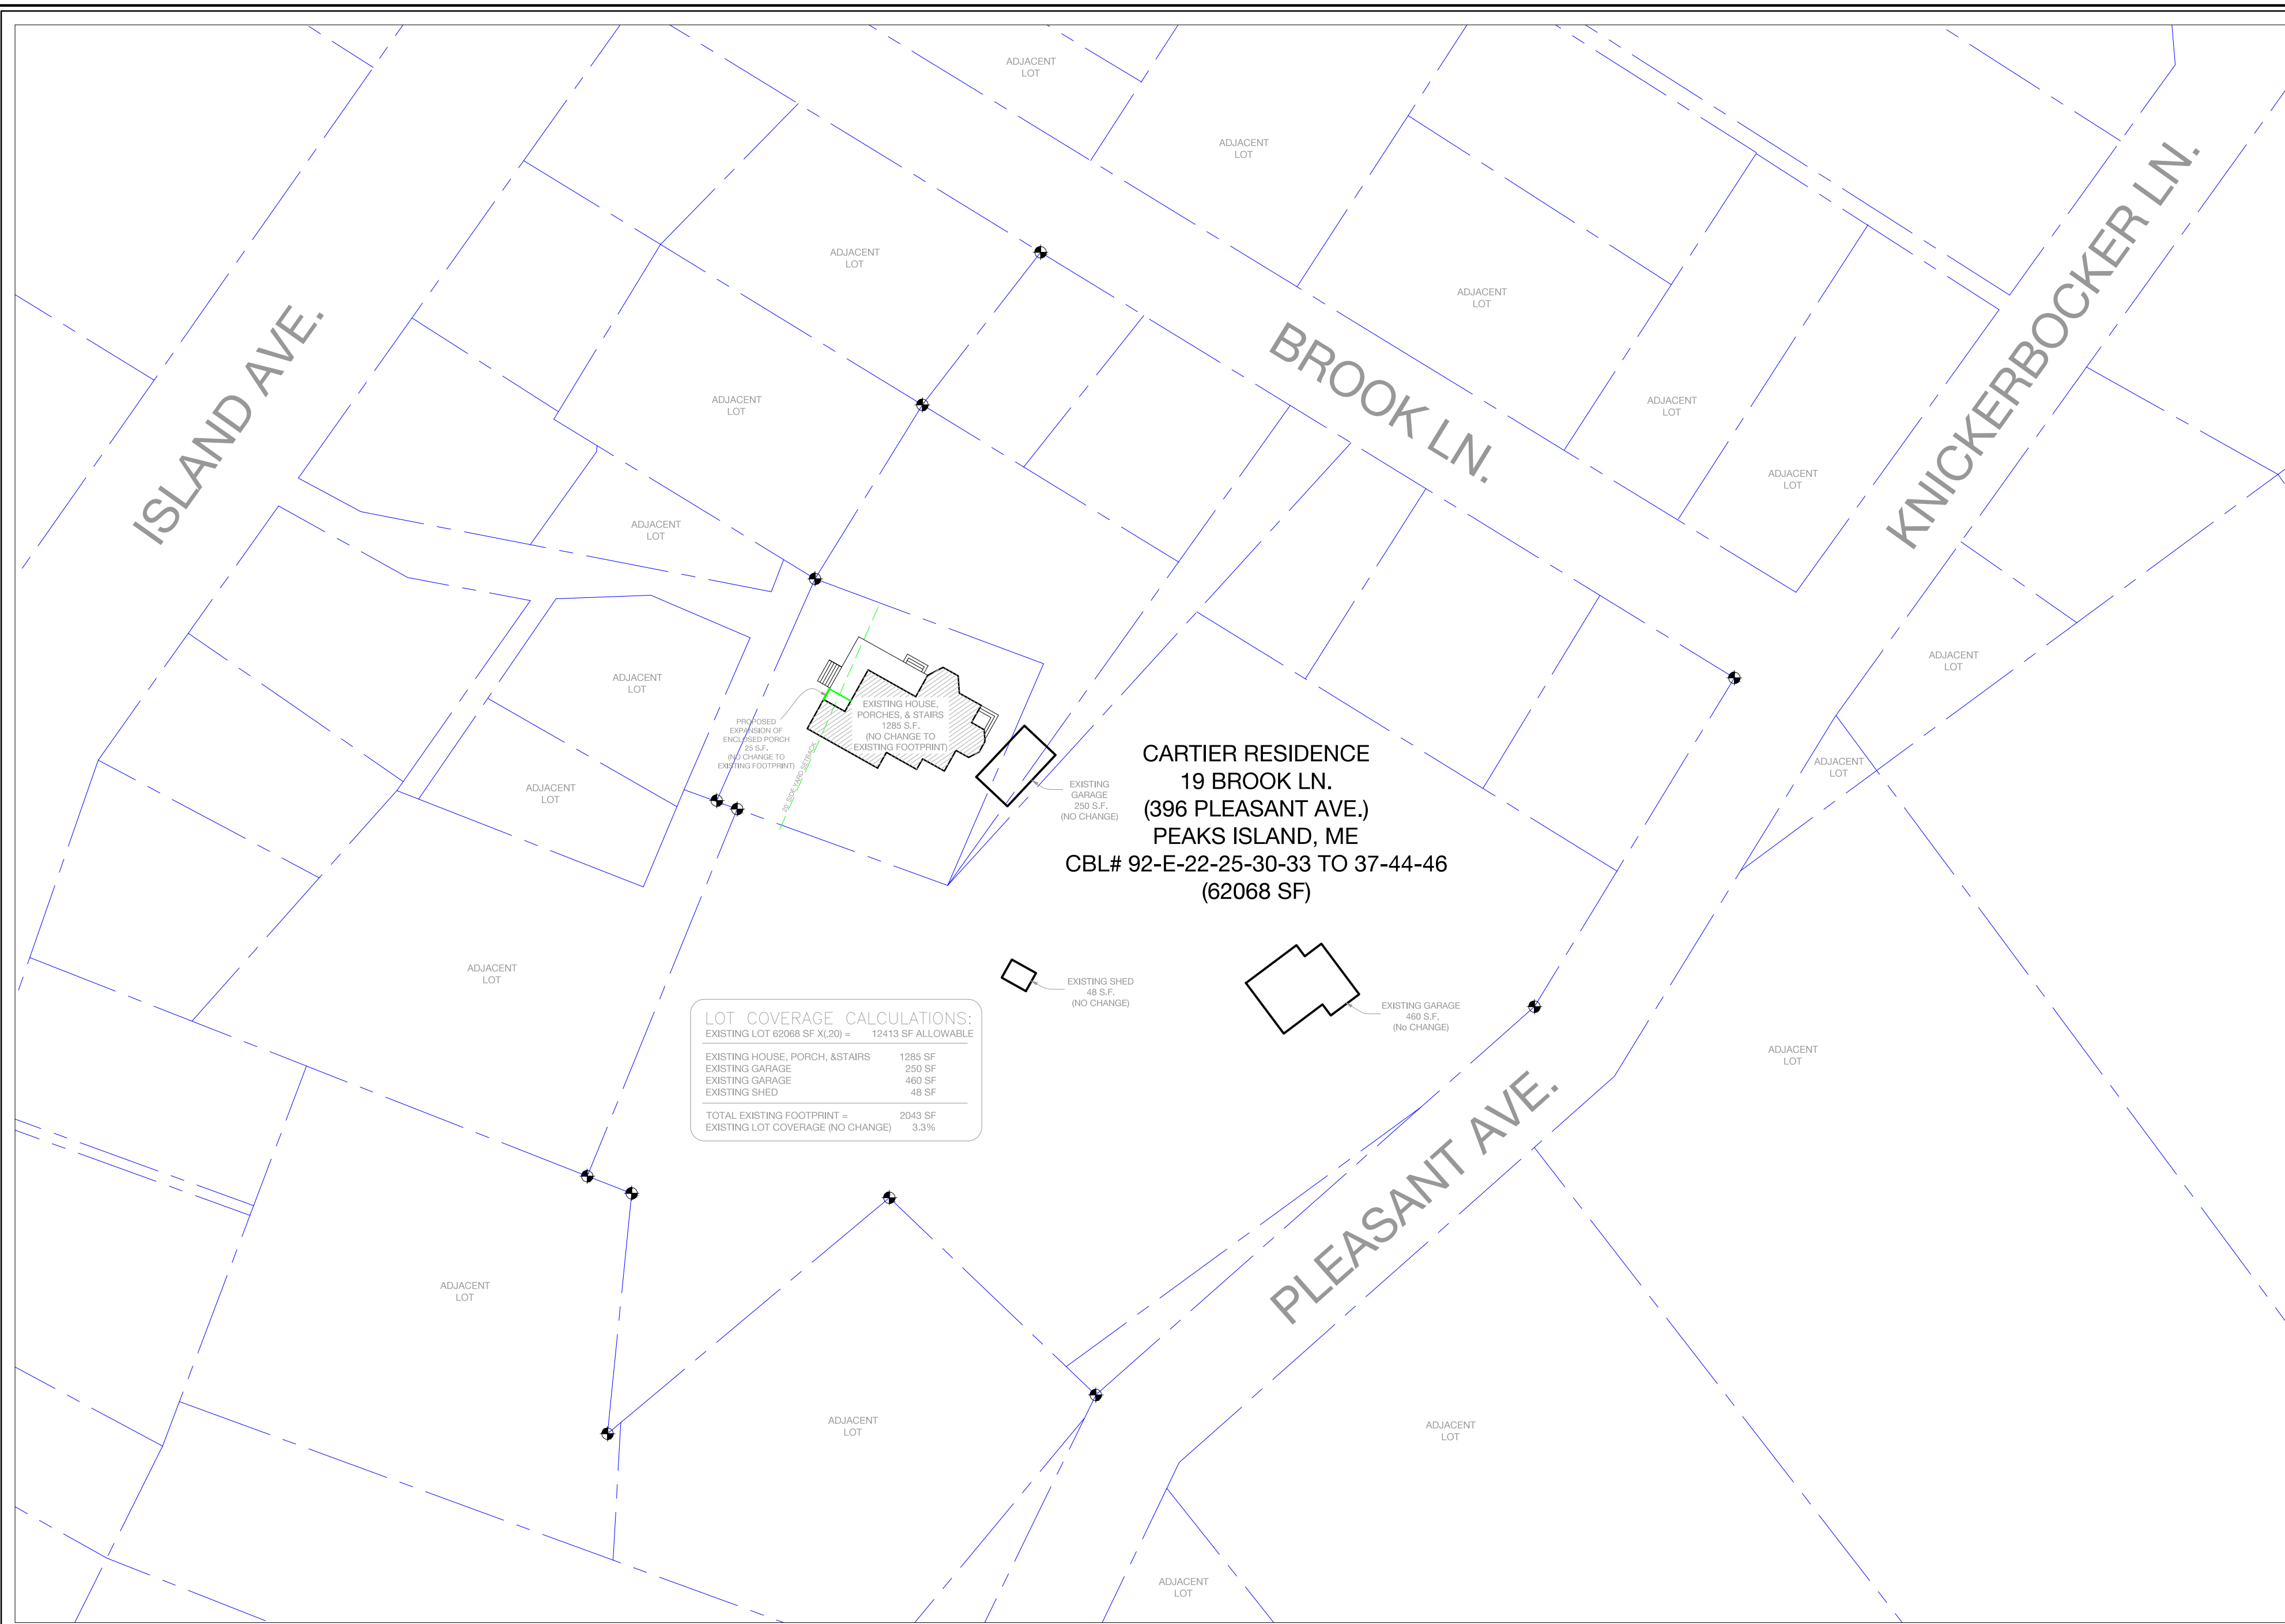 ADJACENT
LOT
ADJACENT
LOT
ADJACENT
LOT
ADJACENT
LOT
ADJACENT
LOT
ADJACENT
LOT
ADJACENT
LOT
ADJACENT
LOT
ADJACENT
LOT
ADJACENT
LOT
ADJACENT
LOT
ADJACENT
LOT
ADJACENT
LOT
ADJACENT
LOT
ADJACENT
LOT
ADJACENT
LOT
ADJACENT
LOT
ADJACENT
LOT
ADJACENT
LOT
ISLAND AVE.
BROOK LN.
KNICKERBOCKER LN.
PLEASANT AVE.
PROPOSED
EXPANSION OF
ENCLOSED PORCH
25 S.F.
(NO CHANGE TO
EXISTING FOOTPRINT)
20' SIDE YARD SETBACK
EXISTING HOUSE,
PORCHES, & STAIRS
1285 S.F.
(NO CHANGE TO
EXISTING FOOTPRINT)
EXISTING
GARAGE
250 S.F.
(NO CHANGE)
CARTIER RESIDENCE
19 BROOK LN.
(396 PLEASANT AVE.)
PEAKS ISLAND, ME
CBL# 92-E-22-25-30-33 TO 37-44-46
(62068 SF)
EXISTING SHED
48 S.F.
(NO CHANGE)
EXISTING GARAGE
460 S.F.
(No CHANGE)
LOT COVERAGE CALCULATIONS:
EXISTING LOT 62068 SF X(.20) = 12413 SF ALLOWABLE
EXISTING HOUSE, PORCH, &STAIRS 1285 SF
EXISTING GARAGE 250 SF
EXISTING GARAGE 460 SF
EXISTING SHED 48 SF
TOTAL EXISTING FOOTPRINT = 2043 SF
EXISTING LOT COVERAGE (NO CHANGE) 3.3%